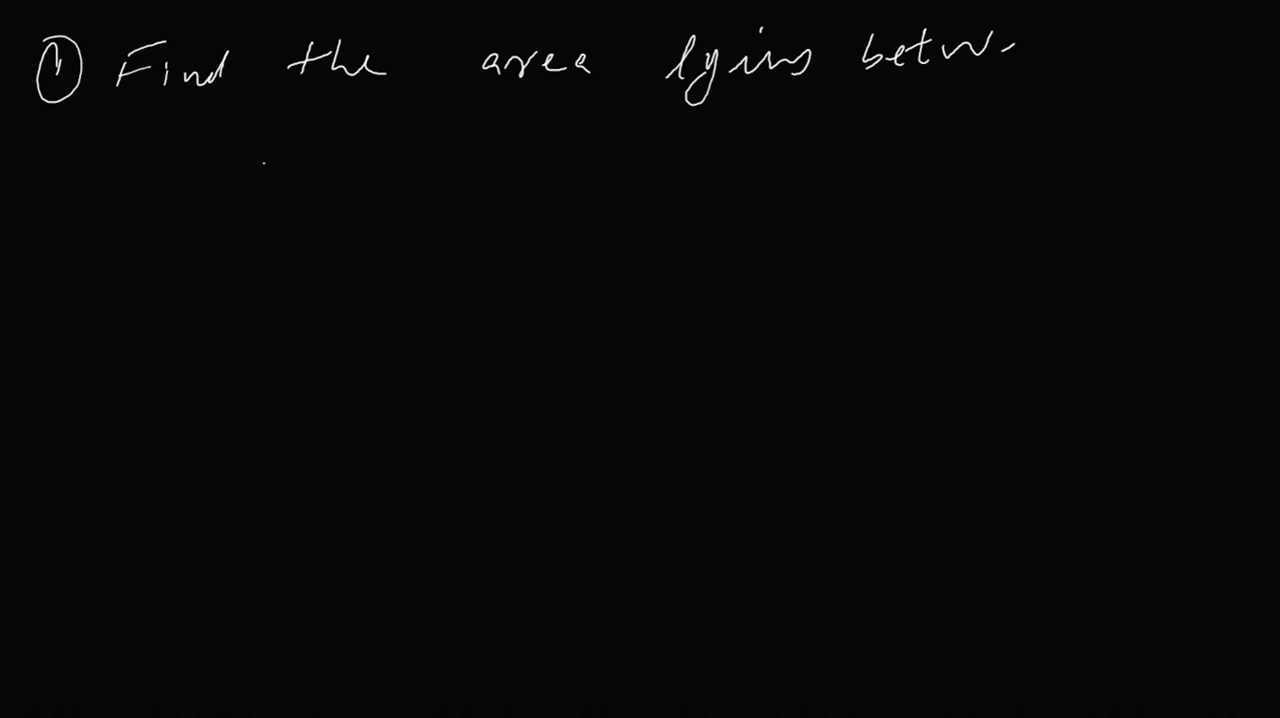 ① Find the area lying betw.